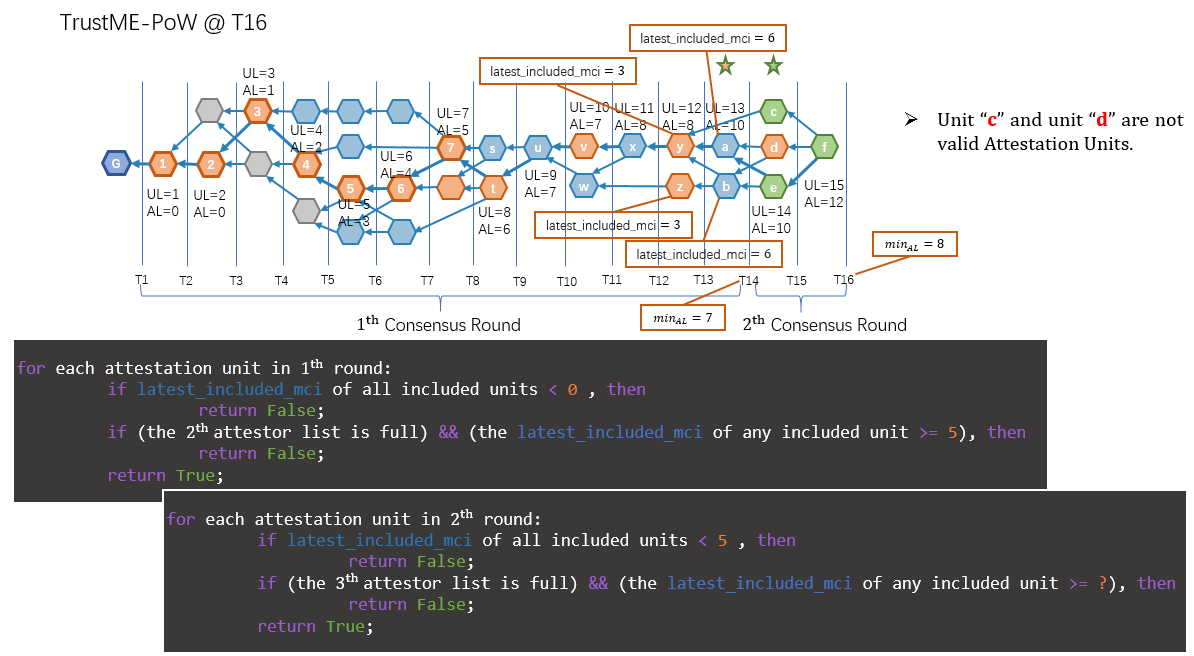 TrustME-PoW @ T16
latest_included_mci = 6
latest_included_mci = 3
UL=3
AL=1
UL=7
AL=5
UL=10
AL=7
UL=11
AL=8
UL=12
AL=8
UL=13
AL=10
3
c
UL=4
AL=2
G
1
2
4
7
s
u
v
x
y
a
d
f
UL=6
AL=4
5
6
t
w
z
b
e
UL=1
AL=0
UL=2
AL=0
UL=5
AL=3
UL=8
AL=6
UL=9
AL=7
UL=14
AL=10
UL=15
AL=12
latest_included_mci = 3
latest_included_mci = 6
min_AL = 8
T1 T2 T3 T4 T5 T6 T7 T8 T9 T10 T11 T12 T13 T14 T15 T16
min_AL = 7
1th Consensus Round
2th Consensus Round
➢ Unit “c” and unit “d” are not
valid Attestation Units.
for each attestation unit in 1th round:
if latest_included_mci of all included units < 0 , then
return False;
if (the 2th attestor list is full) && (the latest_included_mci of any included unit >= 5), then
return False;
return True;
for each attestation unit in 2th round:
if latest_included_mci of all included units < 5 , then
return False;
if (the 3th attestor list is full) && (the latest_included_mci of any included unit >= ?), then
return False;
return True;